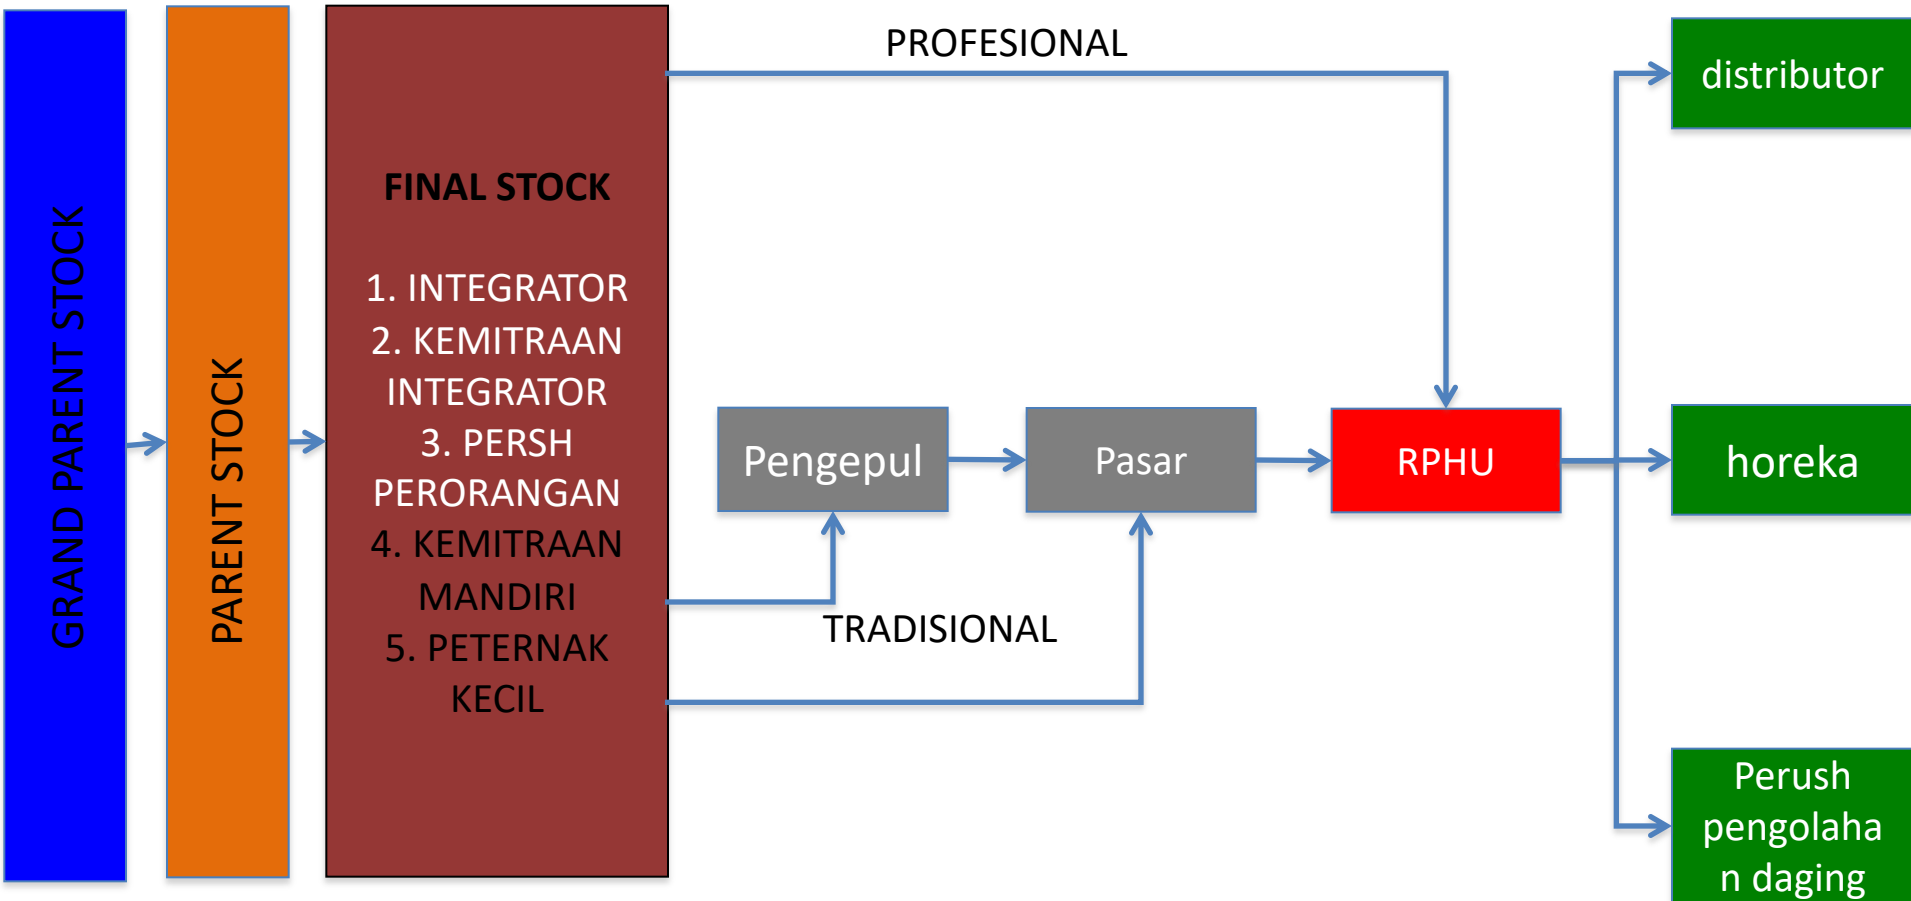 GRAND PARENT STOCK
PARENT STOCK
FINAL STOCK
1. INTEGRATOR
2. KEMITRAAN
INTEGRATOR
3. PERSH
PERORANGAN
4. KEMITRAAN
MANDIRI
5. PETERNAK
KECIL
PROFESIONAL
TRADISIONAL
Pengepul
Pasar
RPHU
distributor
horeka
Perush
pengolaha
n daging